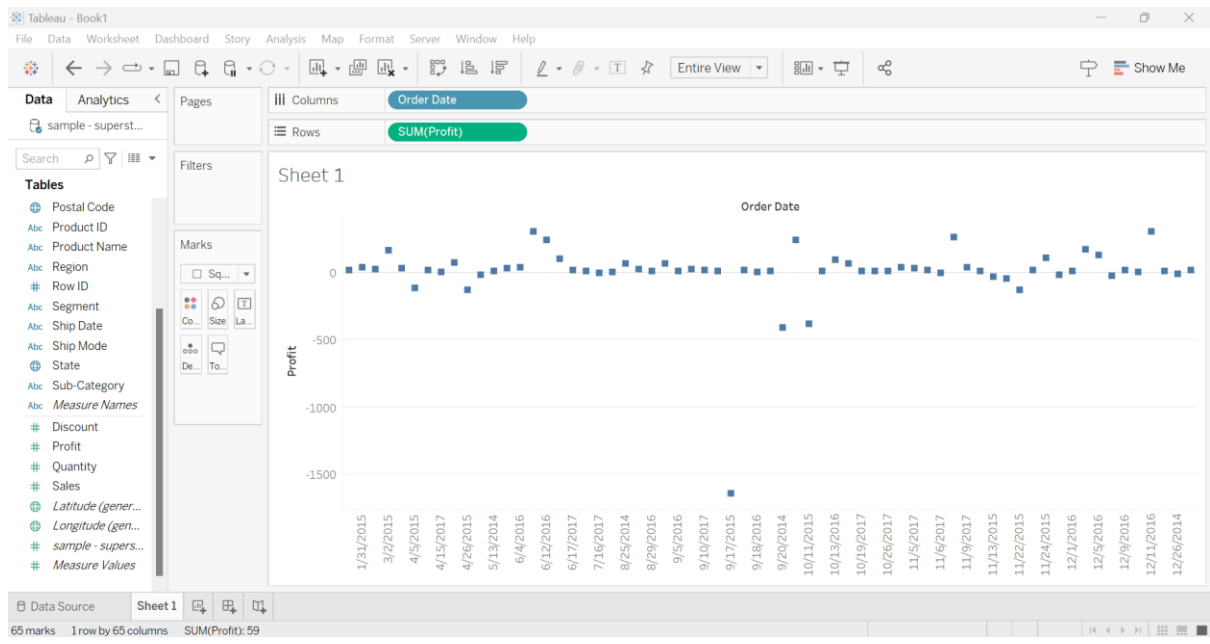 Tableau - Book1
File Data Worksheet Dashboard Story Analysis Map Format Server Window Help
Entire View
Show Me
Data Analytics
sample - superst...
Search
Tables
Postal Code
Abc Product ID
Abc Product Name
Abc Region
# Row ID
Abc Segment
Abc Ship Date
Abc Ship Mode
State
Abc Sub-Category
Abc Measure Names
# Discount
# Profit
# Quantity
# Sales
Latitude (gener...
Longitude (gen...
# sample - supers...
# Measure Values
Pages
Filters
Marks
Sq...
Co... Size La...
De... To...
Columns Order Date
Rows SUM(Profit)
Sheet 1
Order Date
Profit
0
-500
-1000
-1500
1/31/2015
3/2/2015
4/5/2015
4/15/2017
4/26/2015
5/13/2014
6/4/2016
6/12/2016
6/17/2017
7/16/2017
8/25/2014
8/29/2016
9/5/2016
9/10/2017
9/17/2015
9/18/2016
9/20/2014
10/11/2015
10/13/2016
10/19/2017
10/26/2017
11/5/2017
11/6/2017
11/9/2017
11/13/2015
11/22/2015
11/24/2015
12/1/2016
12/5/2016
12/9/2016
12/11/2016
12/26/2014
Data Source Sheet 1
65 marks 1 row by 65 columns SUM(Profit): 59